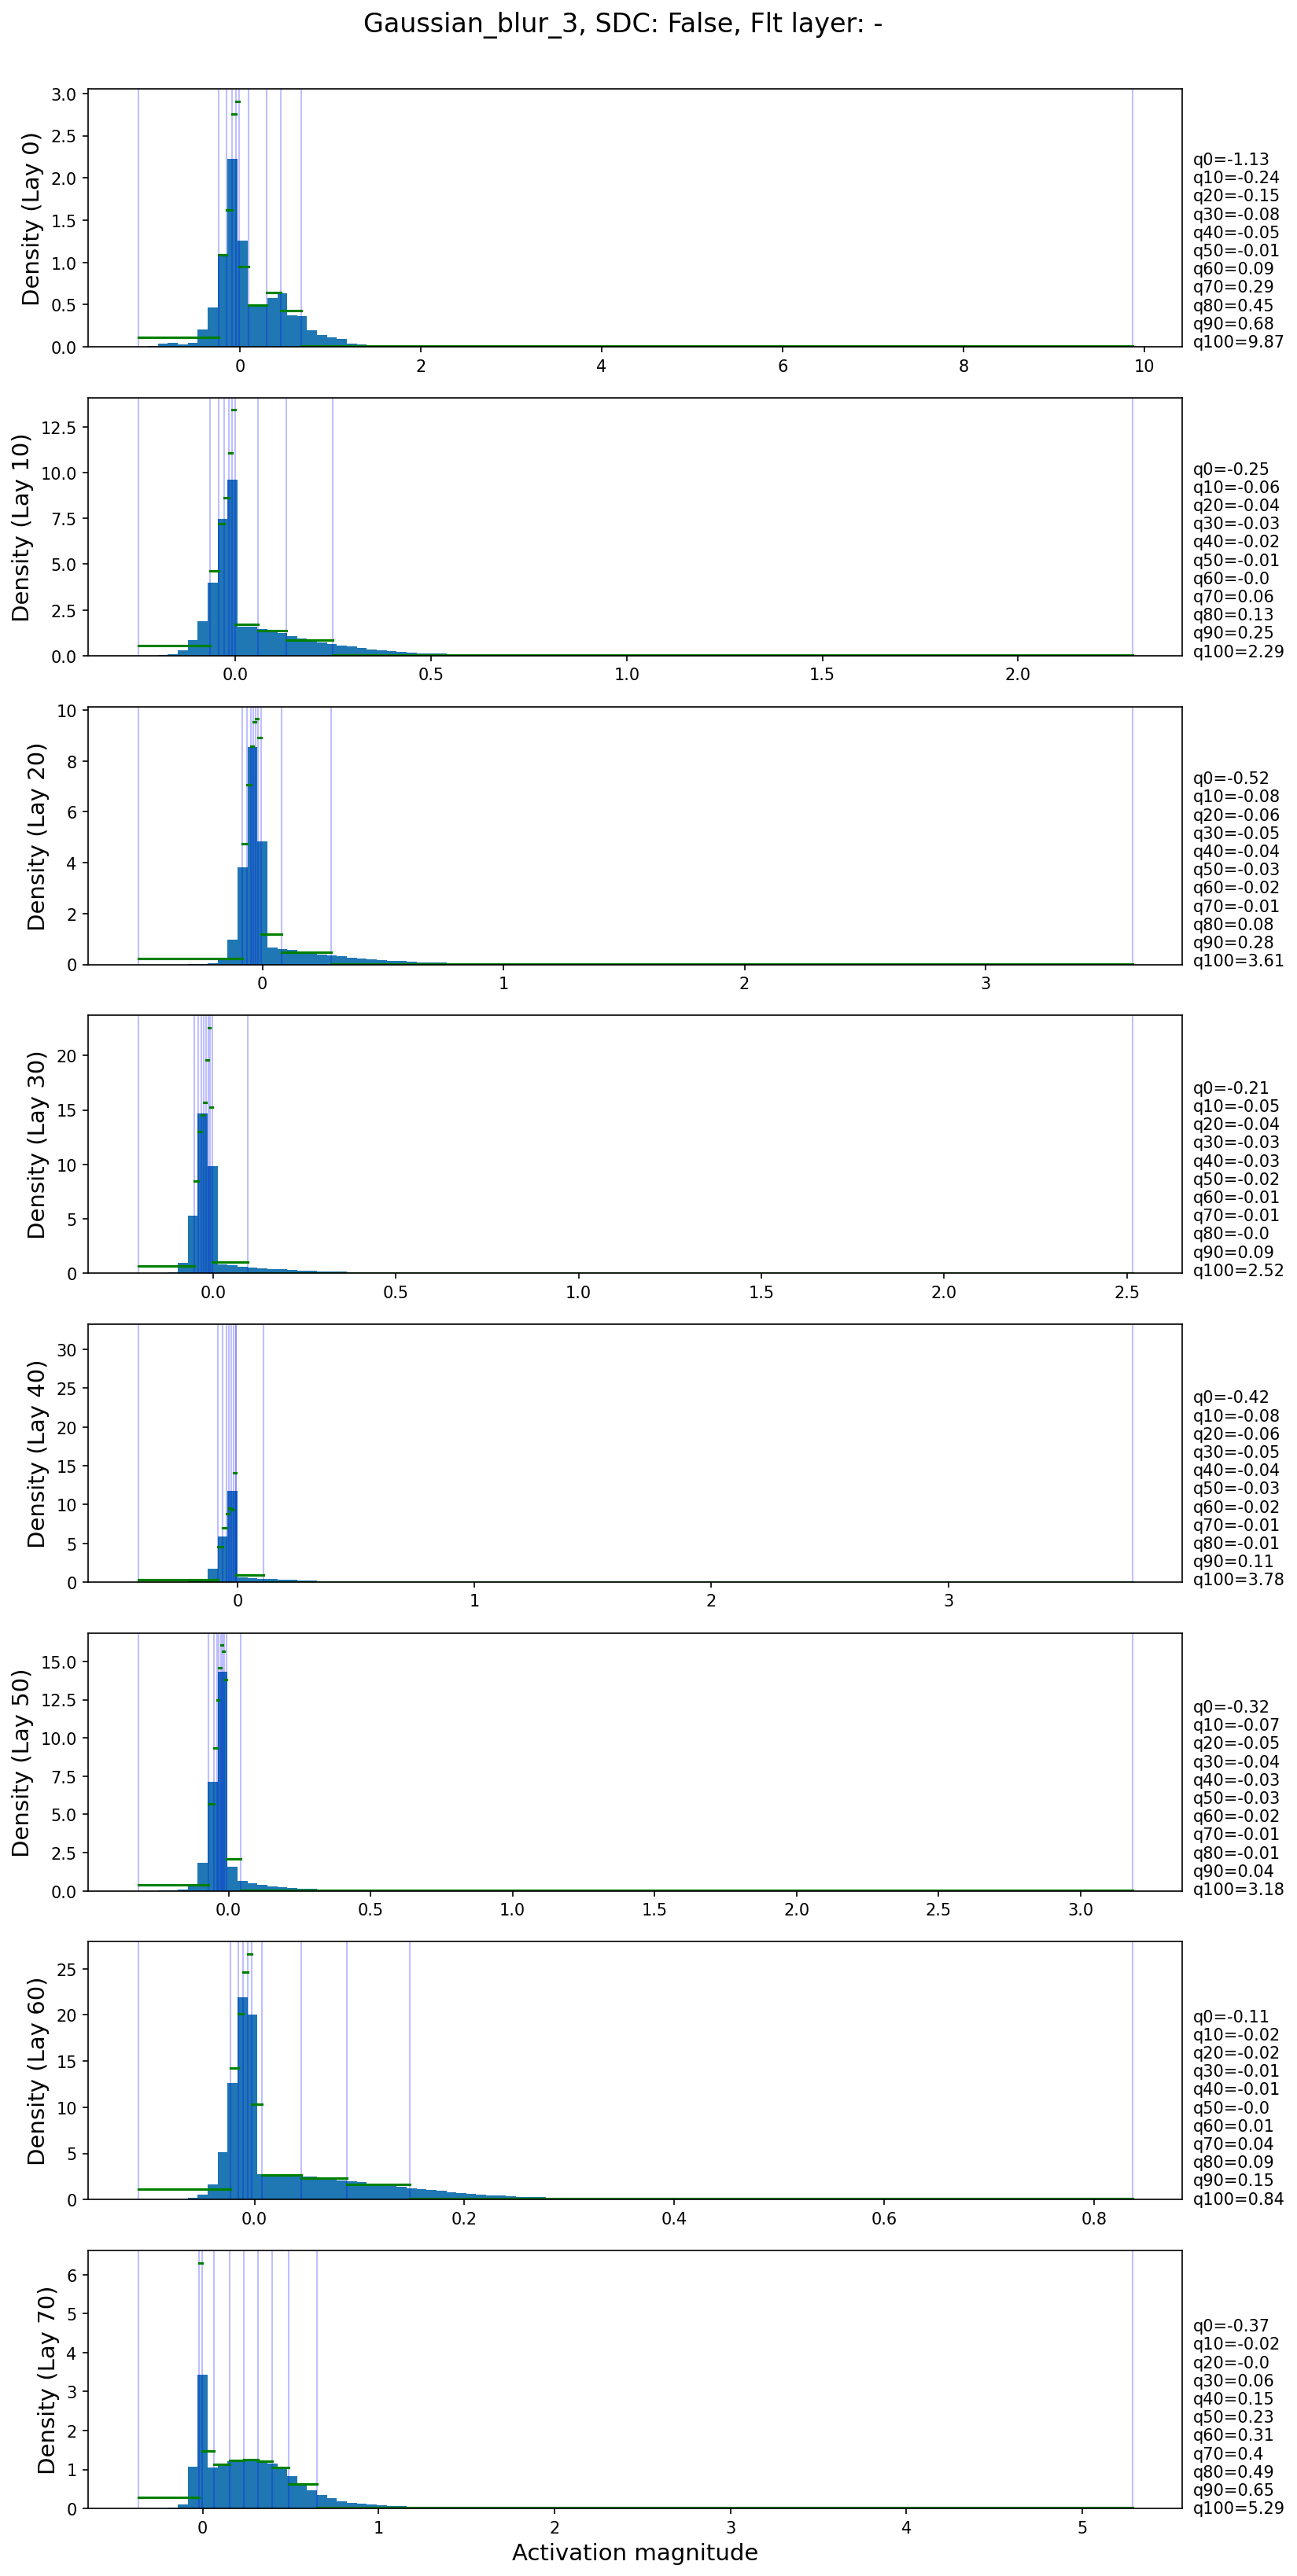 Gaussian_blur_3, SDC: False, Flt layer: -
Density (Lay 0)
3.0
2.5
2.0
1.5
1.0
0.5
0.0
0 2 4 6 8 10
q0=-1.13
q10=-0.24
q20=-0.15
q30=-0.08
q40=-0.05
q50=-0.01
q60=0.09
q70=0.29
q80=0.45
q90=0.68
q100=9.87
Density (Lay 10)
12.5
10.0
7.5
5.0
2.5
0.0
0.0 0.5 1.0 1.5 2.0
q0=-0.25
q10=-0.06
q20=-0.04
q30=-0.03
q40=-0.02
q50=-0.01
q60=-0.0
q70=0.06
q80=0.13
q90=0.25
q100=2.29
Density (Lay 20)
10
8
6
4
2
0
0 1 2 3
q0=-0.52
q10=-0.08
q20=-0.06
q30=-0.05
q40=-0.04
q50=-0.03
q60=-0.02
q70=-0.01
q80=0.08
q90=0.28
q100=3.61
Density (Lay 30)
20
15
10
5
0
0.0 0.5 1.0 1.5 2.0 2.5
q0=-0.21
q10=-0.05
q20=-0.04
q30=-0.03
q40=-0.03
q50=-0.02
q60=-0.01
q70=-0.01
q80=-0.0
q90=0.09
q100=2.52
Density (Lay 40)
30
25
20
15
10
5
0
0 1 2 3
q0=-0.42
q10=-0.08
q20=-0.06
q30=-0.05
q40=-0.04
q50=-0.03
q60=-0.02
q70=-0.01
q80=-0.01
q90=0.11
q100=3.78
Density (Lay 50)
15.0
12.5
10.0
7.5
5.0
2.5
0.0
0.0 0.5 1.0 1.5 2.0 2.5 3.0
q0=-0.32
q10=-0.07
q20=-0.05
q30=-0.04
q40=-0.03
q50=-0.03
q60=-0.02
q70=-0.01
q80=-0.01
q90=0.04
q100=3.18
Density (Lay 60)
25
20
15
10
5
0
0.0 0.2 0.4 0.6 0.8
q0=-0.11
q10=-0.02
q20=-0.02
q30=-0.01
q40=-0.01
q50=-0.0
q60=0.01
q70=0.04
q80=0.09
q90=0.15
q100=0.84
Density (Lay 70)
6
5
4
3
2
1
0
0 1 2 3 4 5
q0=-0.37
q10=-0.02
q20=-0.0
q30=0.06
q40=0.15
q50=0.23
q60=0.31
q70=0.4
q80=0.49
q90=0.65
q100=5.29
Activation magnitude